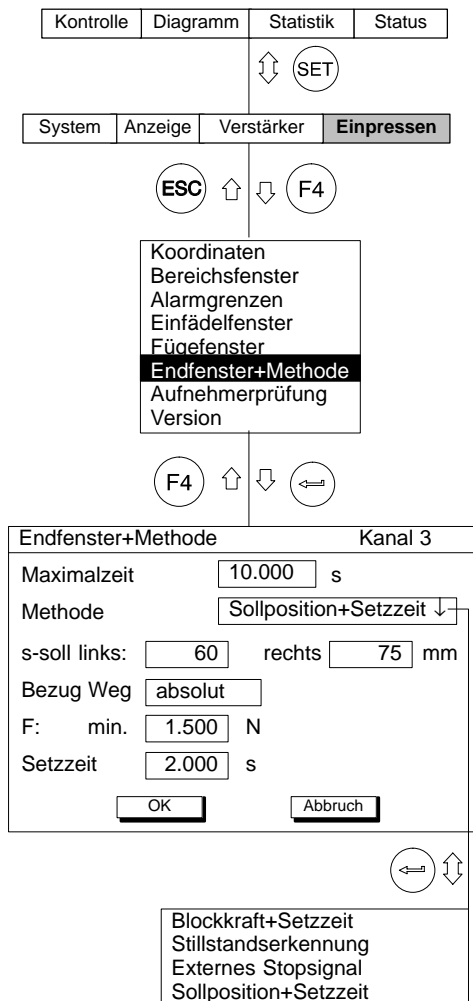 Kontrolle Diagramm Statistik Status
SET
System Anzeige Verstärker Einpressen
ESC F4
Koordinaten
Bereichsfenster
Alarmgrenzen
Einfädelfenster
Fügefenster
Endfenster+Methode
Aufnehmerprüfung
Version
F4
Endfenster+Methode Kanal 3
Maximalzeit 10.000 s
Methode Sollposition+Setzzeit ↓
s-soll links: 60 rechts 75 mm
Bezug Weg absolut
F: min. 1.500 N
Setzzeit 2.000 s
OK Abbruch
Blockkraft+Setzzeit
Stillstandserkennung
Externes Stopsignal
Sollposition+Setzzeit